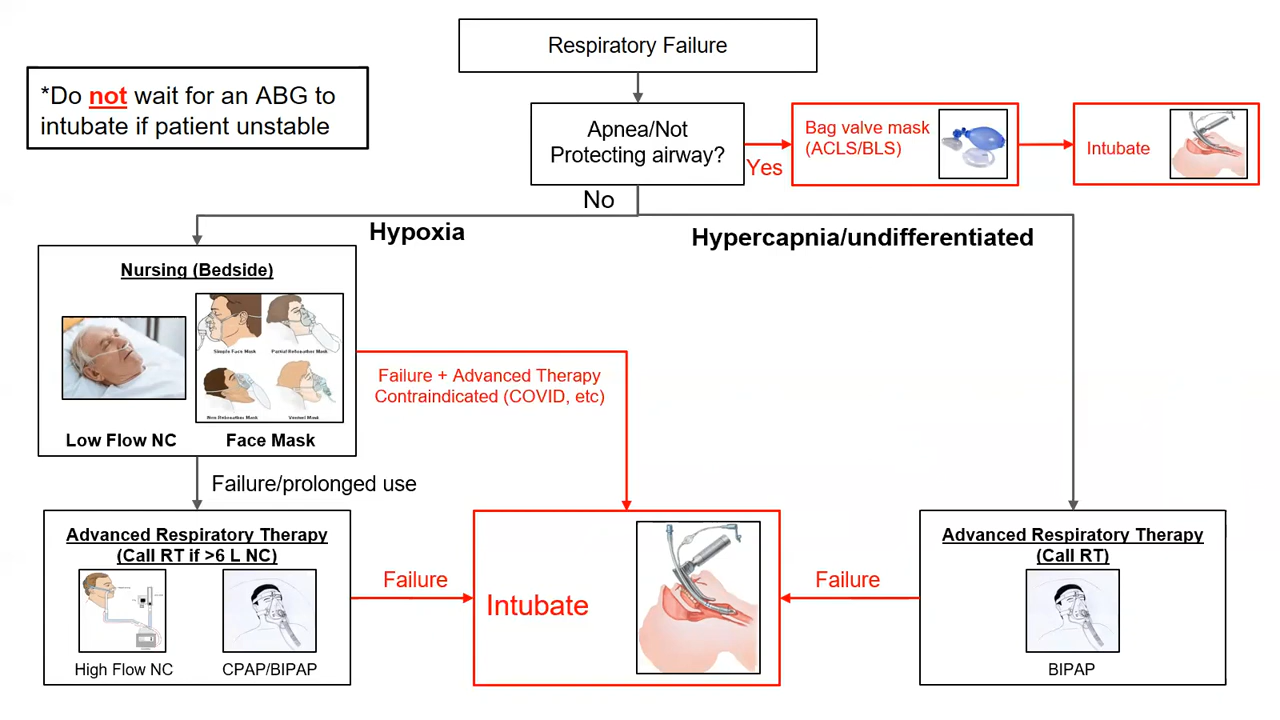 Respiratory Failure
*Do not wait for an ABG to
intubate if patient unstable
Apnea/Not
Protecting airway?
Yes
Bag valve mask
(ACLS/BLS)
Intubate
No
Hypoxia
Hypercapnia/undifferentiated
Nursing (Bedside)
Simple Face Mask
Partial Rebreather Mask
Non Rebreather Mask
Venturi Mask
Low Flow NC
Face Mask
Failure + Advanced Therapy
Contraindicated (COVID, etc)
Failure/prolonged use
Advanced Respiratory Therapy
(Call RT if >6 L NC)
High Flow NC
CPAP/BIPAP
Failure
Intubate
Failure
Advanced Respiratory Therapy
(Call RT)
BIPAP